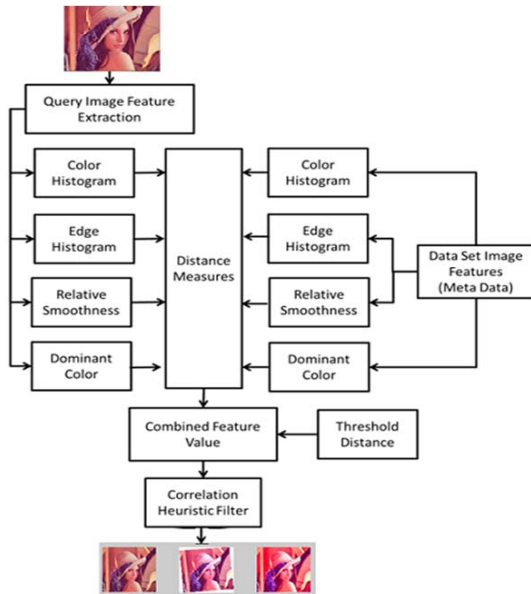 Query Image Feature
Extraction
Color
Histogram
Edge
Histogram
Relative
Smoothness
Dominant
Color
Distance
Measures
Color
Histogram
Edge
Histogram
Relative
Smoothness
Dominant
Color
Data Set Image
Features
(Meta Data)
Combined Feature
Value
Threshold
Distance
Correlation
Heuristic Filter